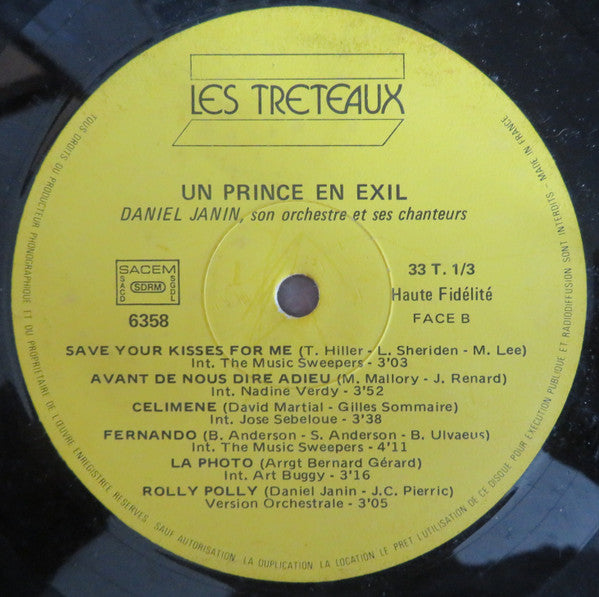 LES TRETEAUX
UN PRINCE EN EXIL
DANIEL JANIN, son orchestre et ses chanteurs
SACEM
SACD
SDRM
SGDL
6358
33 T. 1/3
Haute Fidélité
FACE B
SAVE YOUR KISSES FOR ME (T. Hiller - L. Sheriden - M. Lee)
Int. The Music Sweepers - 3'03
AVANT DE NOUS DIRE ADIEU (M. Mallory - J. Renard)
Int. Nadine Verdy - 3'52
CELIMENE (David Martial - Gilles Sommaire)
Int. Jose Sebeloue - 3'38
FERNANDO (B. Anderson - S. Anderson - B. Ulvaeus)
Int. The Music Sweepers - 4'11
LA PHOTO (Arrgt Bernard Gérard)
Int. Art Buggy - 3'16
ROLLY POLLY (Daniel Janin - J.C. Pierric)
Version Orchestrale - 3'05
TOUS DROITS DU PRODUCTEUR PHONOGRAPHIQUE ET DU PROPRIETAIRE DE L'ŒUVRE ENREGISTREE RESERVES SAUF AUTORISATION LA DUPLICATION LA LOCATION LE PRET L'UTILISATION DE CE DISQUE POUR EXECUTION PUBLIQUE ET RADIODIFFUSION SONT INTERDITS MADE IN FRANCE